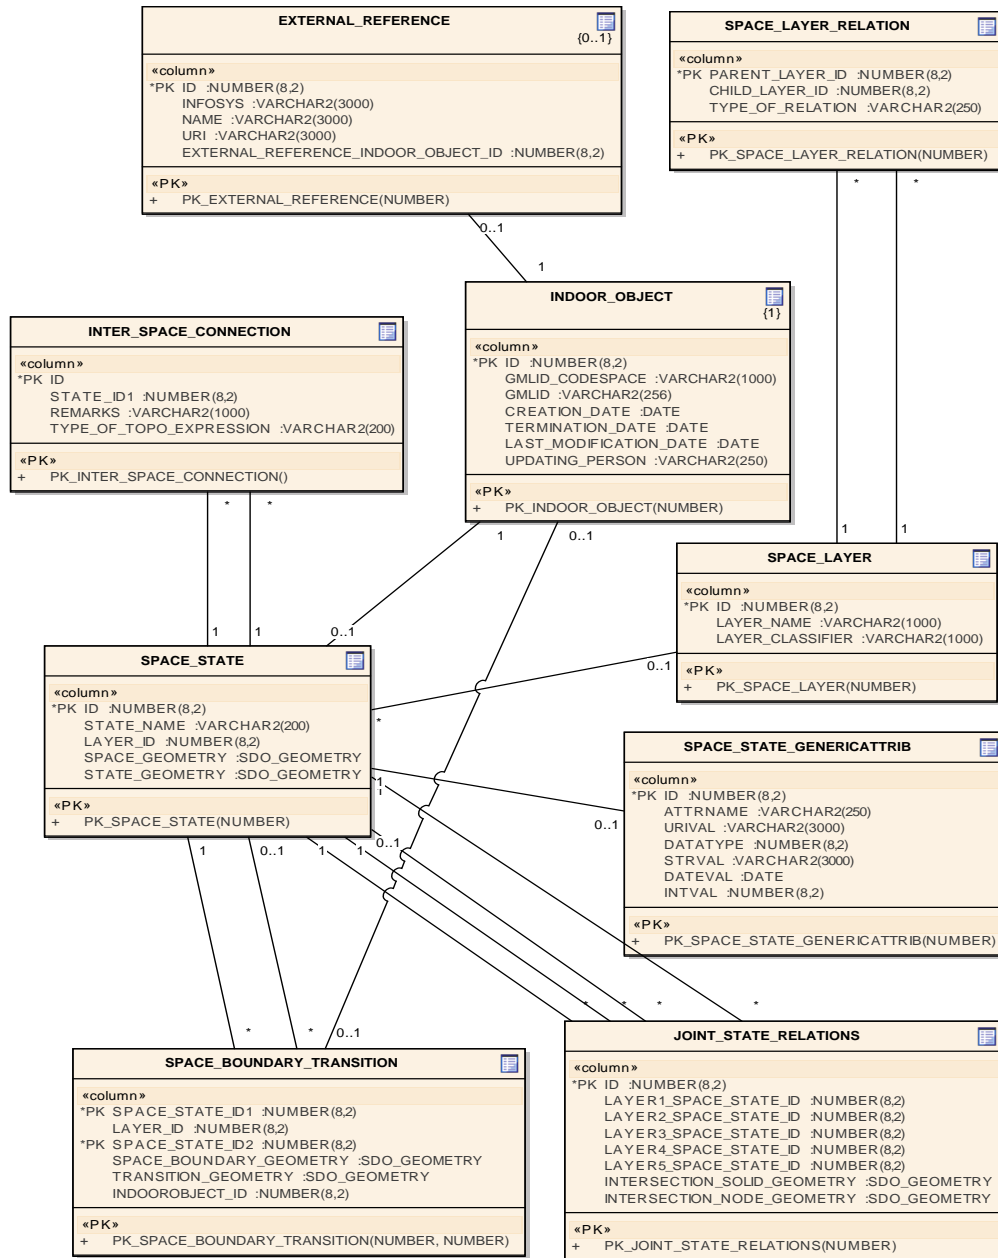 EXTERNAL_REFERENCE
{0..1}
«column»
*PK ID :NUMBER(8,2)
INFOSYS :VARCHAR2(3000)
NAME :VARCHAR2(3000)
URI :VARCHAR2(3000)
EXTERNAL_REFERENCE_INDOOR_OBJECT_ID :NUMBER(8,2)
«PK»
+ PK_EXTERNAL_REFERENCE(NUMBER)
SPACE_LAYER_RELATION
«column»
*PK PARENT_LAYER_ID :NUMBER(8,2)
CHILD_LAYER_ID :NUMBER(8,2)
TYPE_OF_RELATION :VARCHAR2(250)
«PK»
+ PK_SPACE_LAYER_RELATION(NUMBER)
* *
0..1
1
INDOOR_OBJECT
{1}
«column»
*PK ID :NUMBER(8,2)
GMLID_CODESPACE :VARCHAR2(1000)
GMLID :VARCHAR2(256)
CREATION_DATE :DATE
TERMINATION_DATE :DATE
LAST_MODIFICATION_DATE :DATE
UPDATING_PERSON :VARCHAR2(250)
«PK»
+ PK_INDOOR_OBJECT(NUMBER)
INTER_SPACE_CONNECTION
«column»
*PK ID
STATE_ID1 :NUMBER(8,2)
REMARKS :VARCHAR2(1000)
TYPE_OF_TOPO_EXPRESSION :VARCHAR2(200)
«PK»
+ PK_INTER_SPACE_CONNECTION()
* *
1 0..1
1 1
SPACE_LAYER
«column»
*PK ID :NUMBER(8,2)
LAYER_NAME :VARCHAR2(1000)
LAYER_CLASSIFIER :VARCHAR2(1000)
«PK»
+ PK_SPACE_LAYER(NUMBER)
1 1 0..1
0..1
SPACE_STATE
«column»
*PK ID :NUMBER(8,2)
STATE_NAME :VARCHAR2(200)
LAYER_ID :NUMBER(8,2)
SPACE_GEOMETRY :SDO_GEOMETRY
STATE_GEOMETRY :SDO_GEOMETRY
«PK»
+ PK_SPACE_STATE(NUMBER)
*
1
1
0..1
SPACE_STATE_GENERICATTRIB
«column»
*PK ID :NUMBER(8,2)
ATTRNAME :VARCHAR2(250)
URIVAL :VARCHAR2(3000)
DATATYPE :NUMBER(8,2)
STRVAL :VARCHAR2(3000)
DATEVAL :DATE
INTVAL :NUMBER(8,2)
«PK»
+ PK_SPACE_STATE_GENERICATTRIB(NUMBER)
1 0..1 1 1 0..1
* * 0..1
* * * *
SPACE_BOUNDARY_TRANSITION
«column»
*PK SPACE_STATE_ID1 :NUMBER(8,2)
LAYER_ID :NUMBER(8,2)
*PK SPACE_STATE_ID2 :NUMBER(8,2)
SPACE_BOUNDARY_GEOMETRY :SDO_GEOMETRY
TRANSITION_GEOMETRY :SDO_GEOMETRY
INDOOROBJECT_ID :NUMBER(8,2)
«PK»
+ PK_SPACE_BOUNDARY_TRANSITION(NUMBER, NUMBER)
JOINT_STATE_RELATIONS
«column»
*PK ID :NUMBER(8,2)
LAYER1_SPACE_STATE_ID :NUMBER(8,2)
LAYER2_SPACE_STATE_ID :NUMBER(8,2)
LAYER3_SPACE_STATE_ID :NUMBER(8,2)
LAYER4_SPACE_STATE_ID :NUMBER(8,2)
LAYER5_SPACE_STATE_ID :NUMBER(8,2)
INTERSECTION_SOLID_GEOMETRY :SDO_GEOMETRY
INTERSECTION_NODE_GEOMETRY :SDO_GEOMETRY
«PK»
+ PK_JOINT_STATE_RELATIONS(NUMBER)